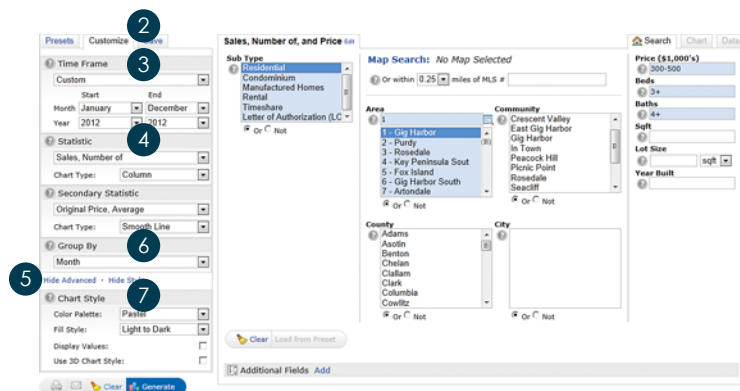 2
Presets Customize Save
3
Time Frame
Custom
Start End
Month January December
Year 2012 2012
4
Statistic
Sales, Number of
Chart Type: Column
Secondary Statistic
Original Price, Average
Chart Type: Smooth Line
6
Group By
Month
5
Hide Advanced · Hide
7
Chart Style
Color Palette: Pastel
Fill Style: Light to Dark
Display Values:
Use 3D Chart Style:
Clear Generate
Sales, Number of, and Price Edit
Sub Type
Residential
Condominium
Manufactured Homes
Rental
Timeshare
Letter of Authorization (LC
Or Not
Map Search: No Map Selected
Or within 0.25 miles of MLS #
Area
1
1 - Gig Harbor
2 - Purdy
3 - Rosedale
4 - Key Peninsula Sout
5 - Fox Island
6 - Gig Harbor South
7 - Artondale
Or Not
Community
Crescent Valley
East Gig Harbor
Gig Harbor
In Town
Peacock Hill
Picnic Point
Rosedale
Seacliff
Or Not
County
Adams
Asotin
Benton
Chelan
Clallam
Clark
Columbia
Cowlitz
Or Not
City
Or Not
Clear Load from Preset
Additional Fields Add
Search Chart Data
Price ($1,000's)
300-500
Beds
3+
Baths
4+
Sqft
Lot Size
sqft
Year Built